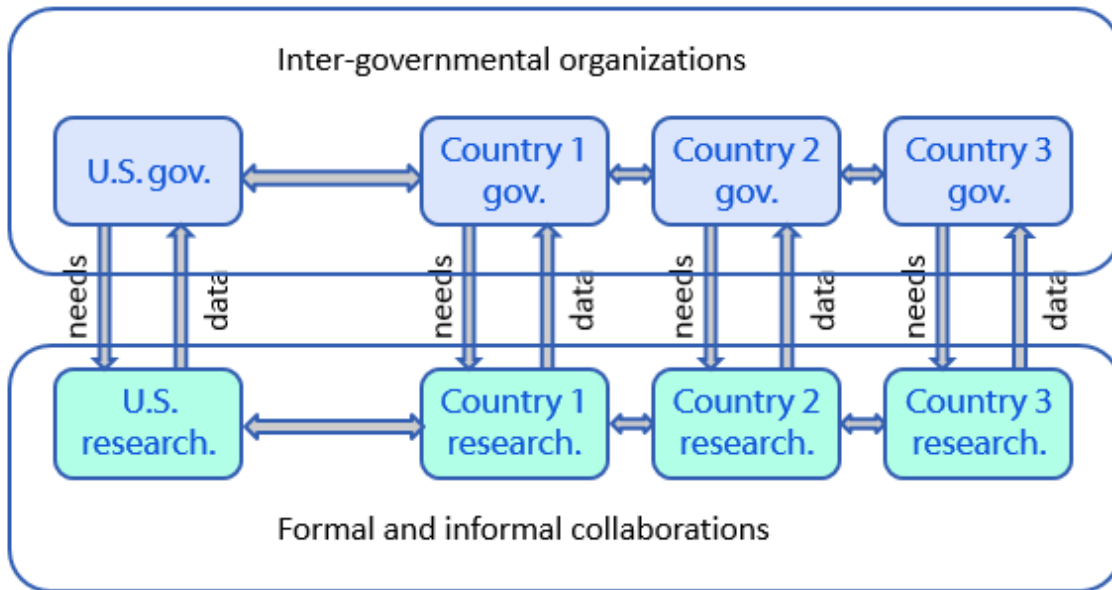 Inter-governmental organizations
U.S. gov.
Country 1
gov.
Country 2
gov.
Country 3
gov.
needs
data
needs
data
needs
data
needs
data
U.S.
research.
Country 1
research.
Country 2
research.
Country 3
research.
Formal and informal collaborations